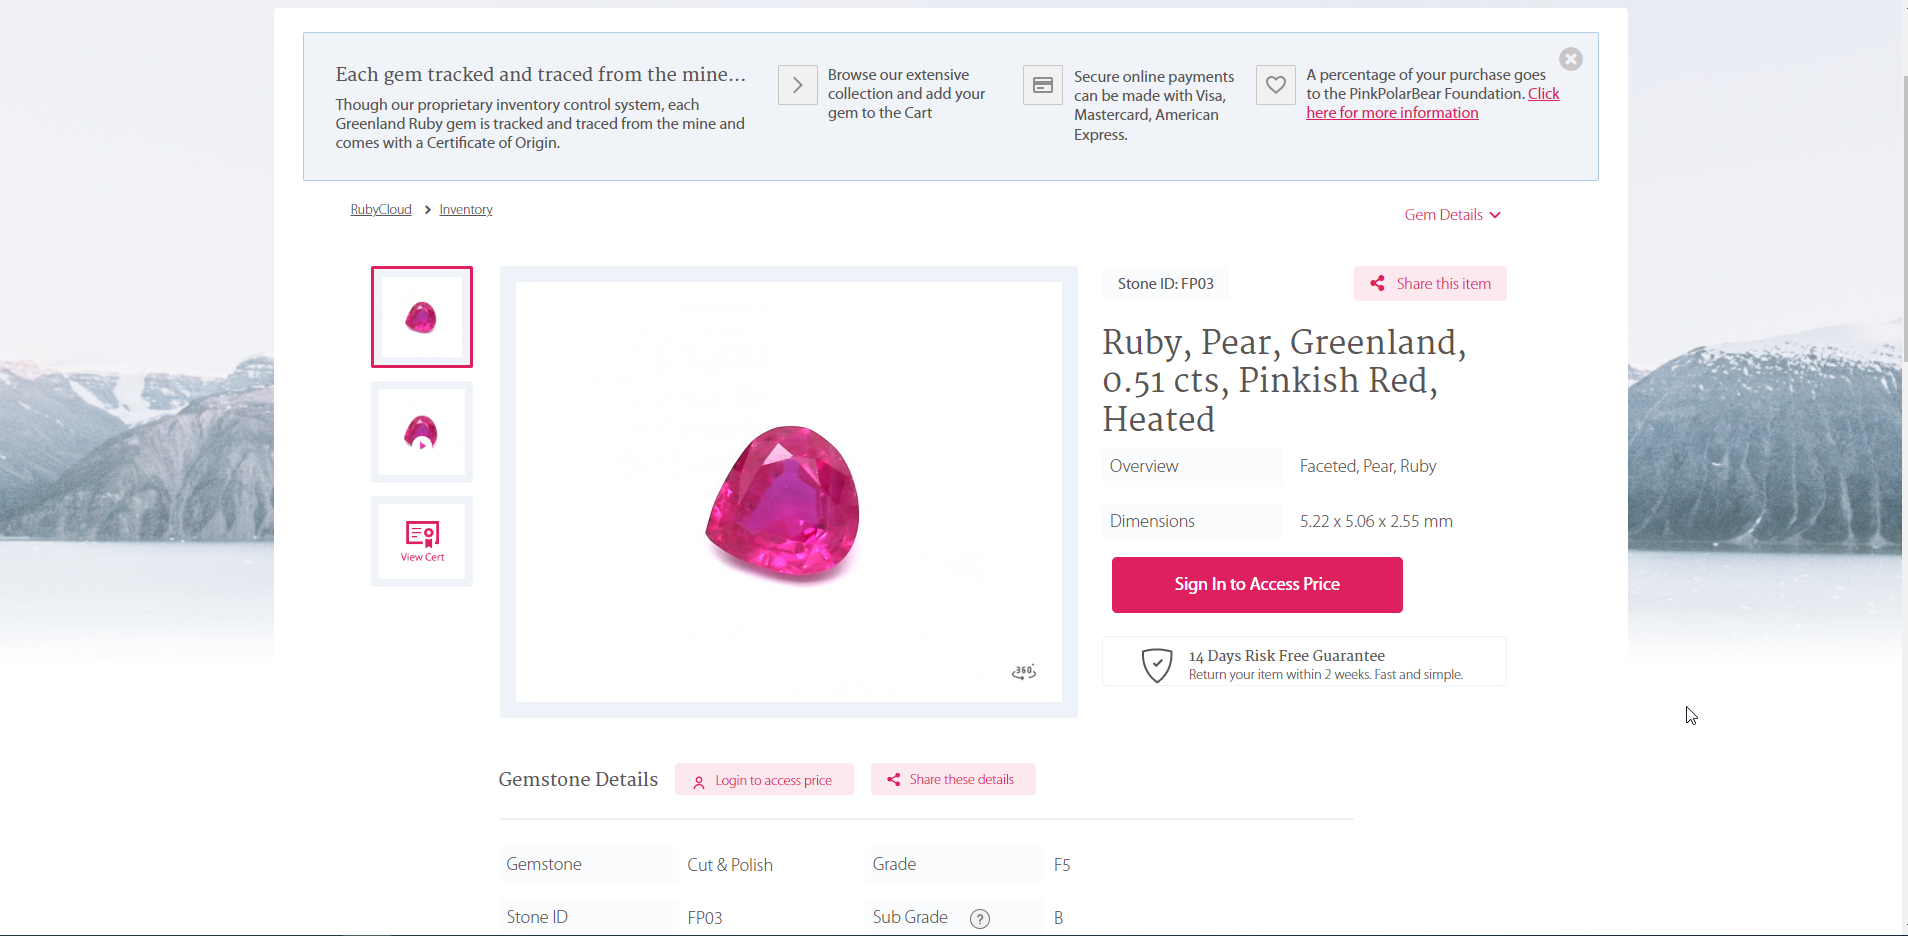 Each gem tracked and traced from the mine...
Though our proprietary inventory control system, each
Greenland Ruby gem is tracked and traced from the mine and
comes with a Certificate of Origin.
Browse our extensive
collection and add your
gem to the Cart
Secure online payments
can be made with Visa,
Mastercard, American
Express.
A percentage of your purchase goes
to the PinkPolarBear Foundation. Click
here for more information
RubyCloud > Inventory
Gem Details
View Cert
360°
Stone ID: FP03
Share this item
Ruby, Pear, Greenland,
0.51 cts, Pinkish Red,
Heated
Overview Faceted, Pear, Ruby
Dimensions 5.22 x 5.06 x 2.55 mm
Sign In to Access Price
14 Days Risk Free Guarantee
Return your item within 2 weeks. Fast and simple.
Gemstone Details
Login to access price
Share these details
Gemstone Cut & Polish Grade F5
Stone ID FP03 Sub Grade ? B